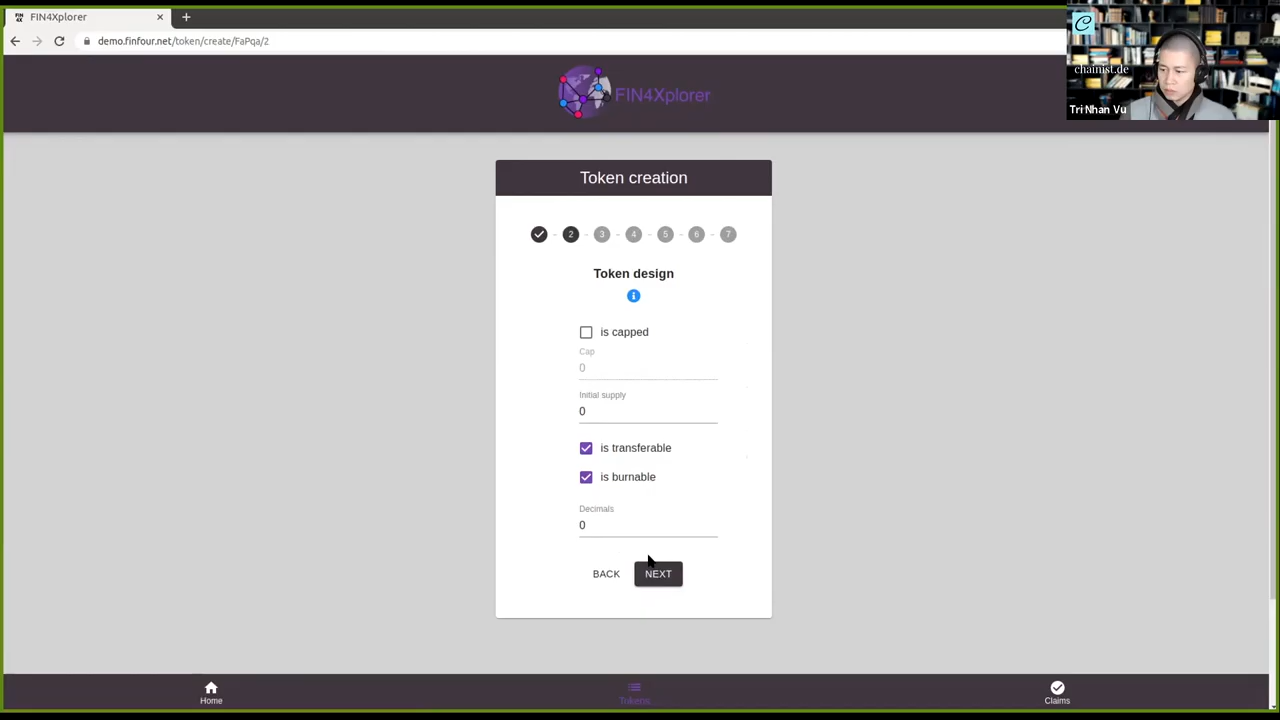 FIN4Xplorer
demo.finfour.net/token/create/FaPqa/2
chainist.de
Tri Nhan Vu
FIN4Xplorer
Token creation
2 3 4 5 6 7
Token design
is capped
Cap
0
Initial supply
0
is transferable
is burnable
Decimals
0
BACK NEXT
Home Tokens Claims